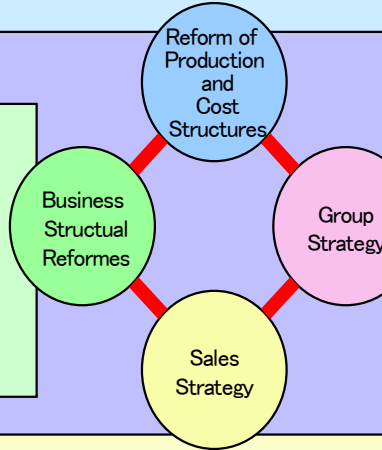 Reform of
Production
and
Cost
Structures
Business
Structual
Reformes
Group
Strategy
Sales
Strategy